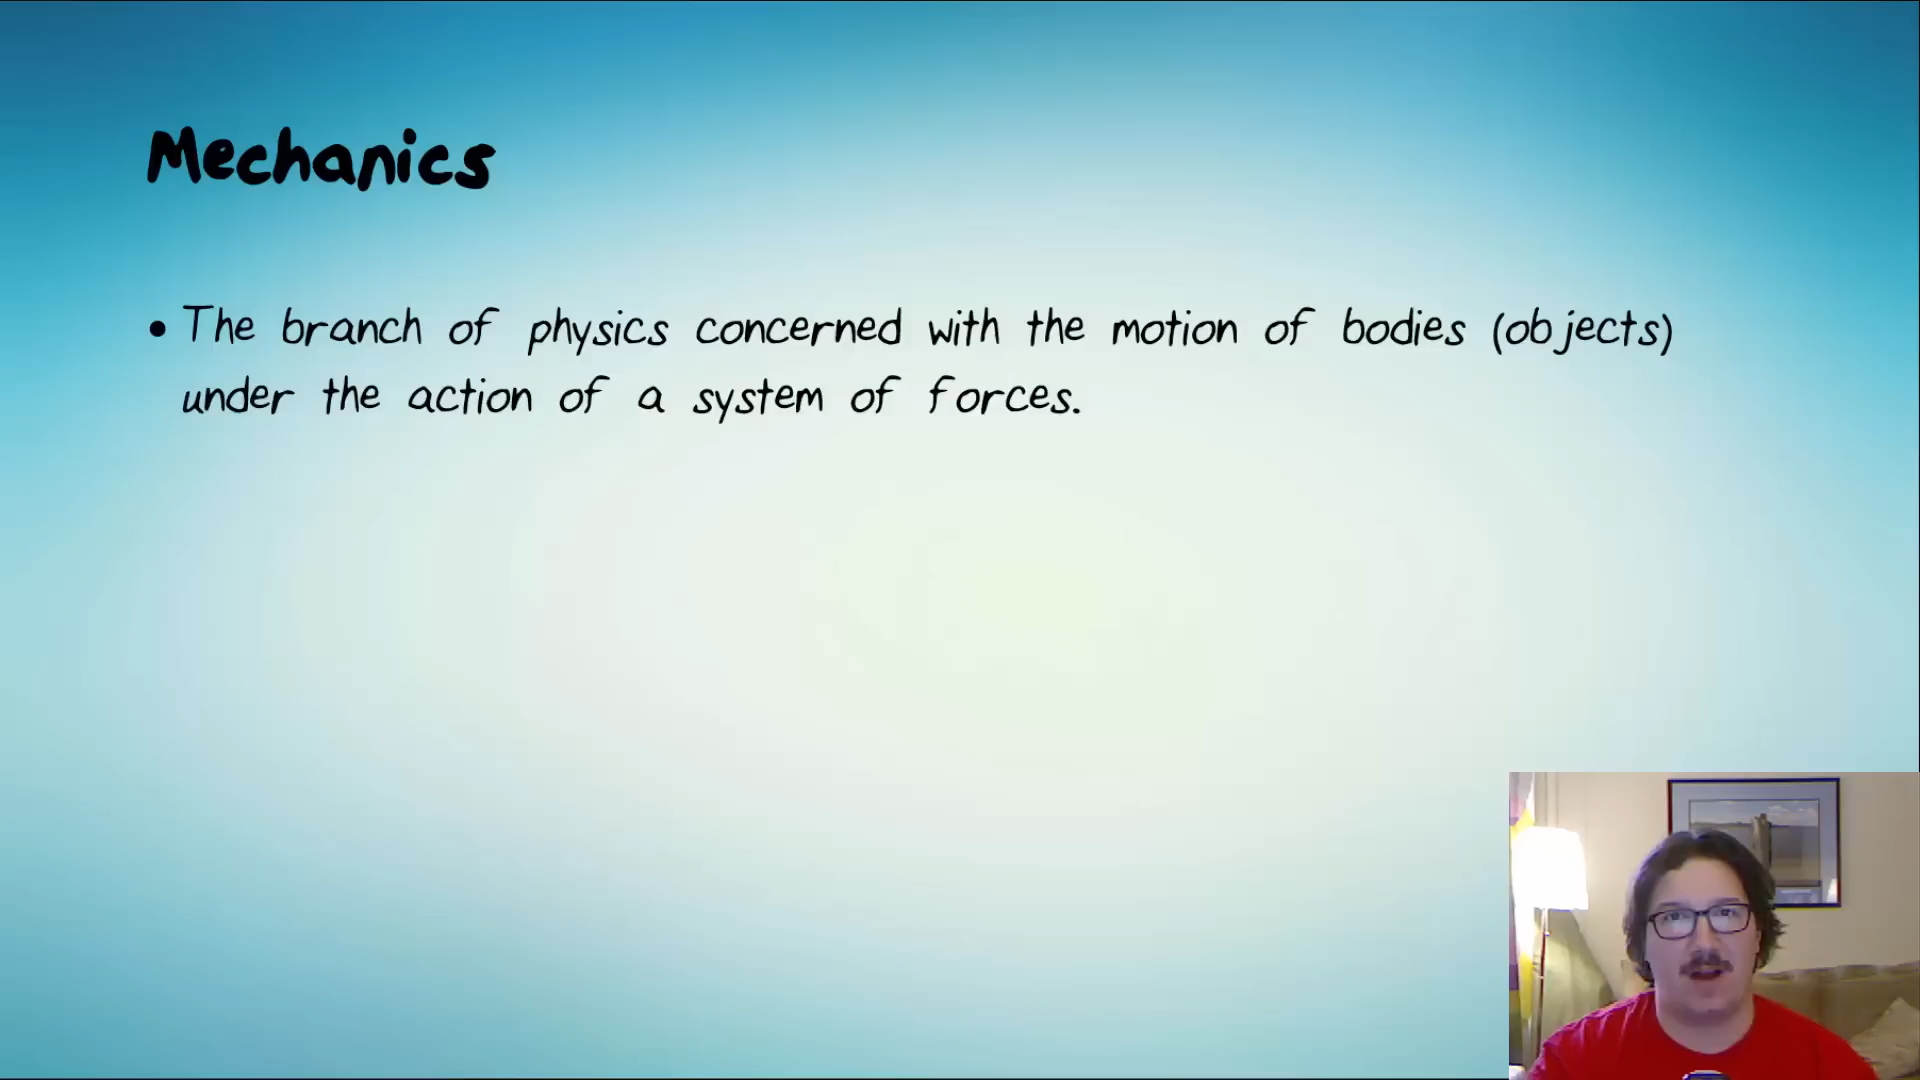 Mechanics
• The branch of physics concerned with the motion of bodies (objects)
under the action of a system of forces.